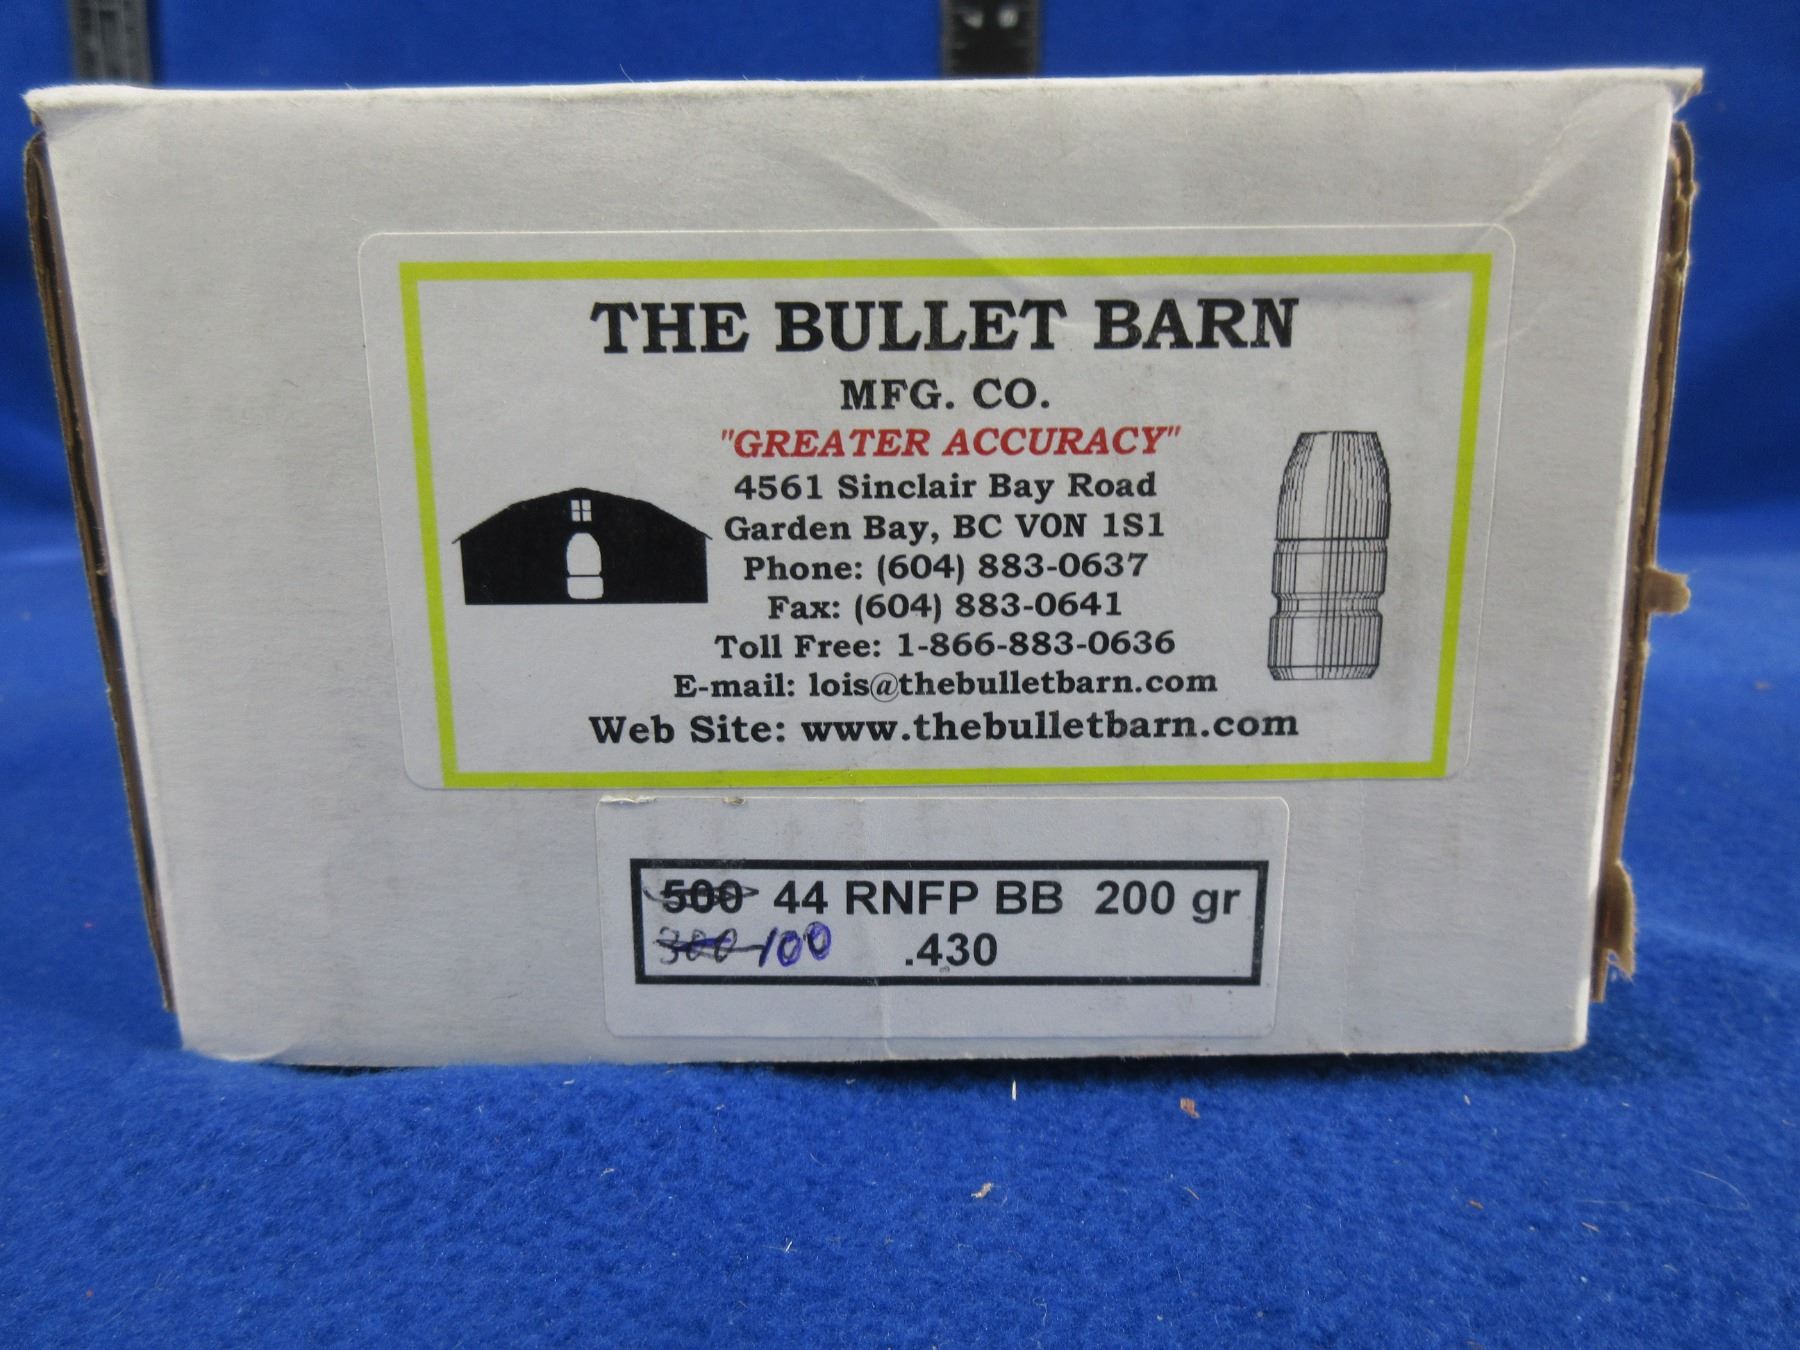 THE BULLET BARN
MFG. CO.
"GREATER ACCURACY"
4561 Sinclair Bay Road
Garden Bay, BC VON 1S1
Phone: (604) 883-0637
Fax: (604) 883-0641
Toll Free: 1-866-883-0636
E-mail: lois@thebulletbarn.com
Web Site: www.thebulletbarn.com
500 44 RNFP BB 200 gr
300 100 .430